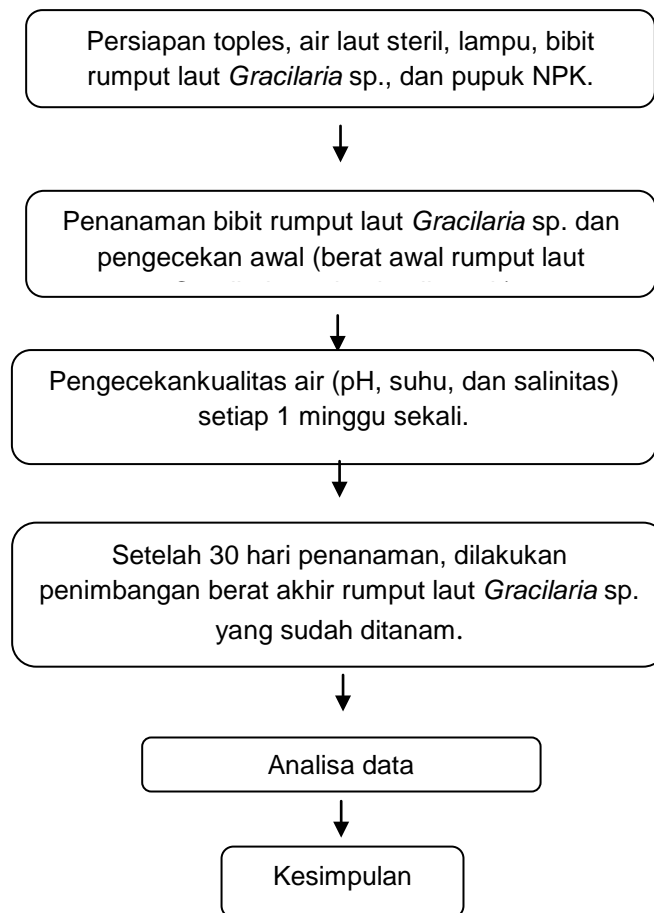 Persiapan toples, air laut steril, lampu, bibit
rumput laut Gracilaria sp., dan pupuk NPK.
Penanaman bibit rumput laut Gracilaria sp. dan
pengecekan awal (berat awal rumput laut
Pengecekankualitas air (pH, suhu, dan salinitas)
setiap 1 minggu sekali.
Setelah 30 hari penanaman, dilakukan
penimbangan berat akhir rumput laut Gracilaria sp.
yang sudah ditanam.
Analisa data
Kesimpulan